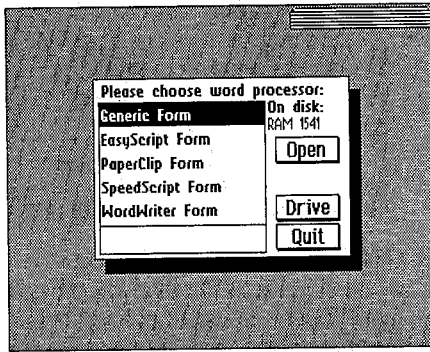 Please choose word processor:
On disk:
Generic Form
RAM 1541
EasyScript Form
Open
PaperClip Form
SpeedScript Form
WordWriter Form
Drive
Quit